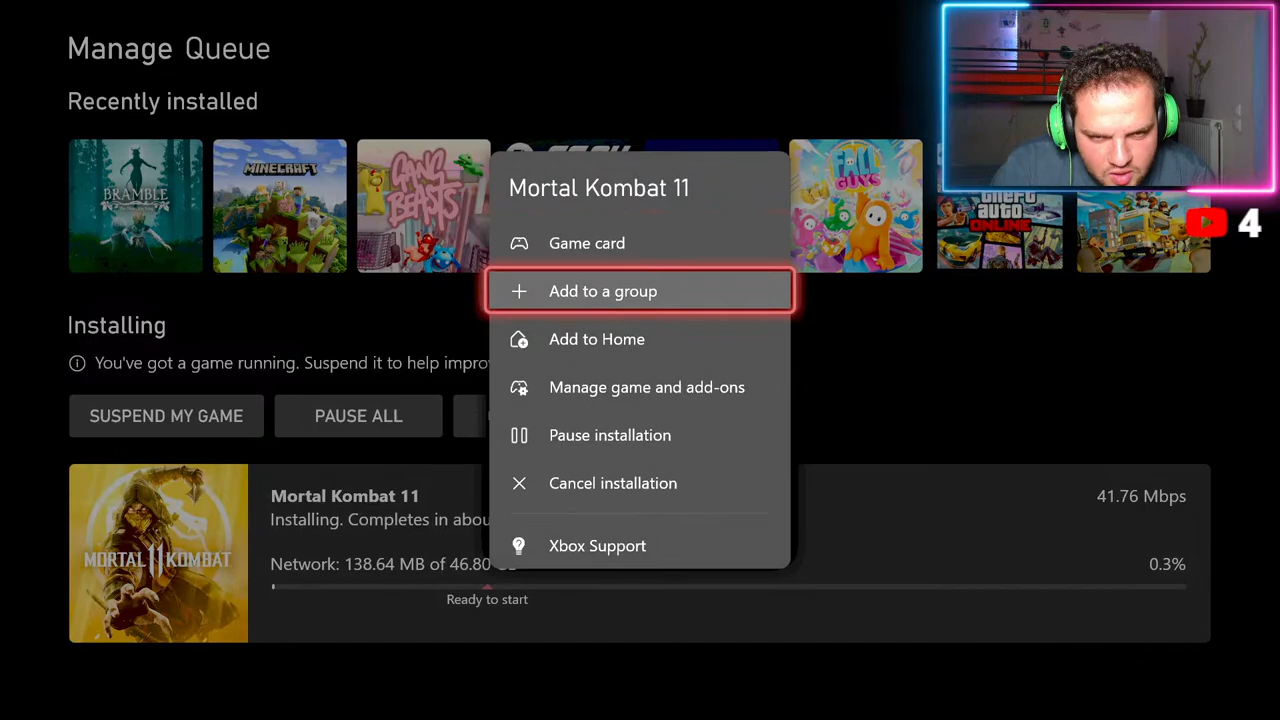 Manage Queue
Recently installed
BRAMBLE
MINECRAFT
GANG
BEASTS
FALL
GUYS
theft
auto
ONLINE
4
Mortal Kombat 11
Game card
Add to a group
Add to Home
Manage game and add-ons
Pause installation
Cancel installation
Xbox Support
Installing
You've got a game running. Suspend it to help impro
SUSPEND MY GAME
PAUSE ALL
MORTAL KOMBAT
11
Mortal Kombat 11
41.76 Mbps
Installing. Completes in abou
Network: 138.64 MB of 46.80
0.3%
Ready to start